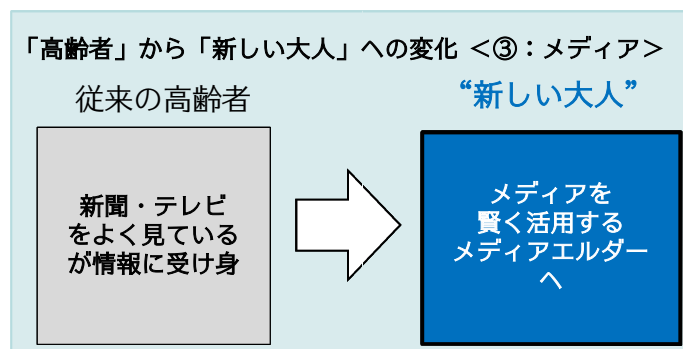 「高齢者」から「新しい大人」への変化 ＜③：メディア＞
従来の高齢者
“新しい大人”
新聞・テレビ
をよく見ている
が情報に受け身
メディアを
賢く活用する
メディアエルダー
へ